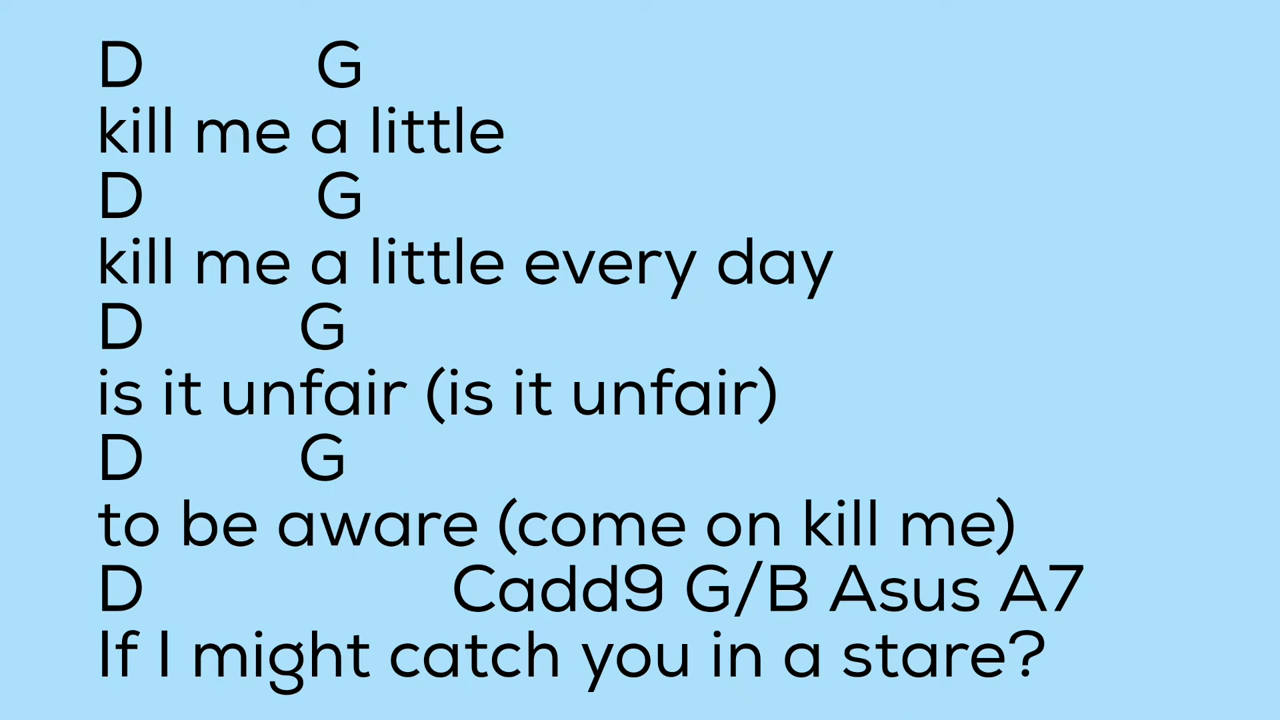 D G
kill me a little
D G
kill me a little every day
D G
is it unfair (is it unfair)
D G
to be aware (come on kill me)
D Cadd9 G/B Asus A7
If I might catch you in a stare?